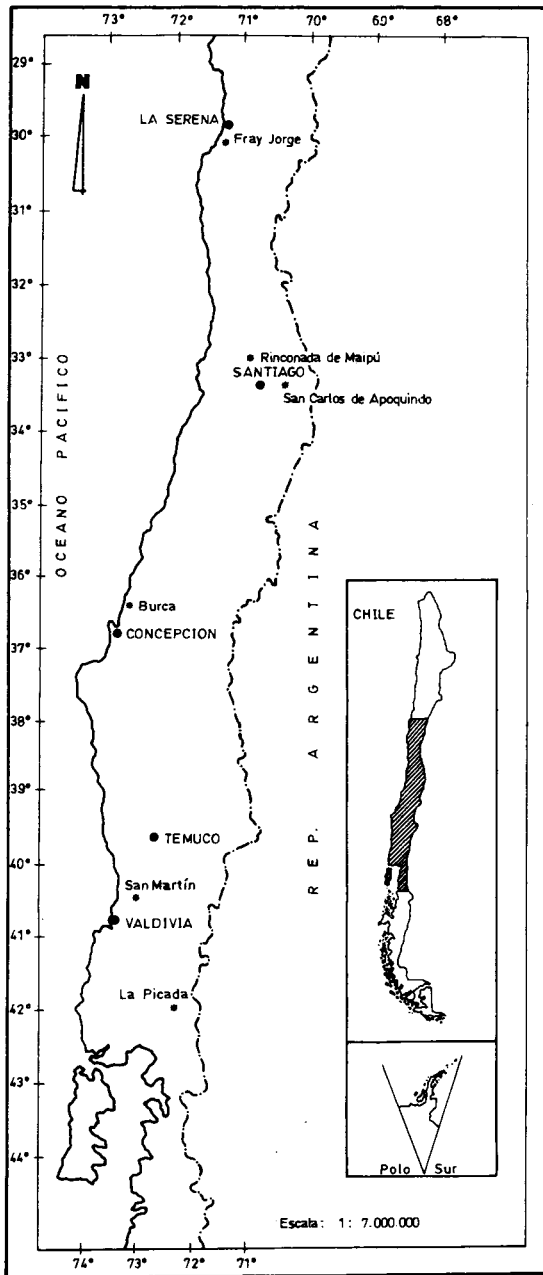 73° 72° 71° 70° 69° 68°
29°
N
LA SERENA
30°
Fray Jorge
31°
32°
33°
Rinconada de Maipú
SANTIAGO
San Carlos de Apoquindo
34°
OCEANO PACIFICO
35°
REP. ARGENTINA
36°
Burca
CONCEPCION
CHILE
37°
38°
39°
TEMUCO
40°
San Martín
VALDIVIA
41°
La Picada
42°
43°
44°
Polo Sur
Escala: 1: 7.000.000
74° 73° 72° 71°